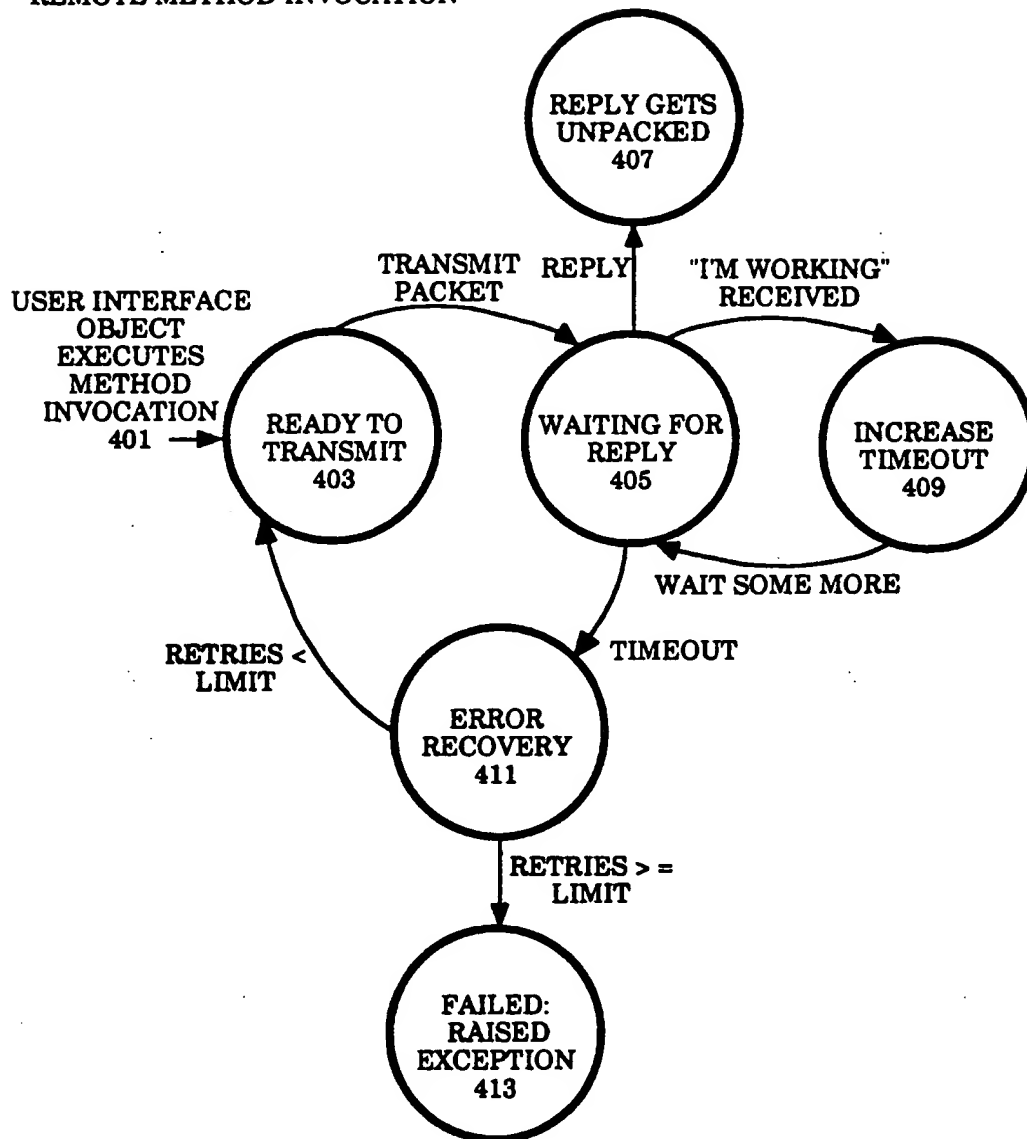 REMOTE METHOD INVOCATION
REPLY GETS
UNPACKED
407
TRANSMIT
PACKET
REPLY
"I'M WORKING"
RECEIVED
USER INTERFACE
OBJECT
EXECUTES
METHOD
INVOCATION
401
READY TO
TRANSMIT
403
WAITING FOR
REPLY
405
INCREASE
TIMEOUT
409
WAIT SOME MORE
RETRIES <
LIMIT
TIMEOUT
ERROR
RECOVERY
411
RETRIES > =
LIMIT
FAILED:
RAISED
EXCEPTION
413